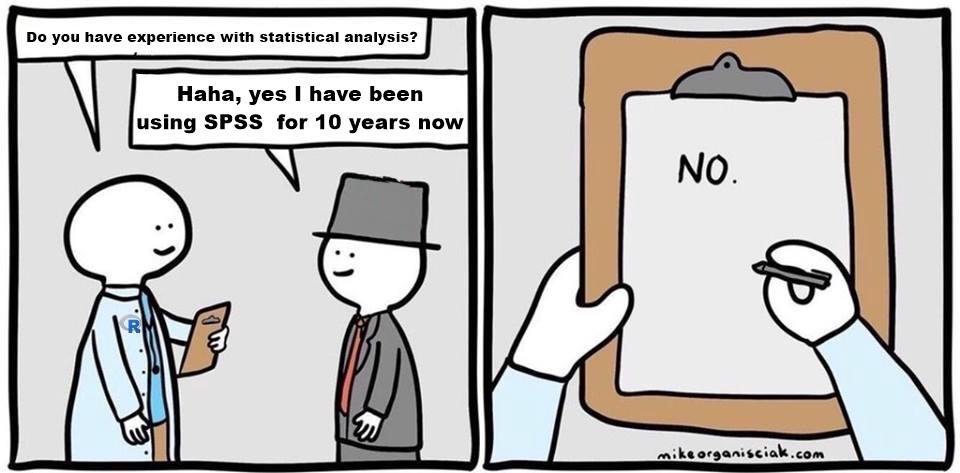 Do you have experience with statistical analysis?
Haha, yes I have been
using SPSS  for 10 years now
R
NO.
mikeorganisciak.com